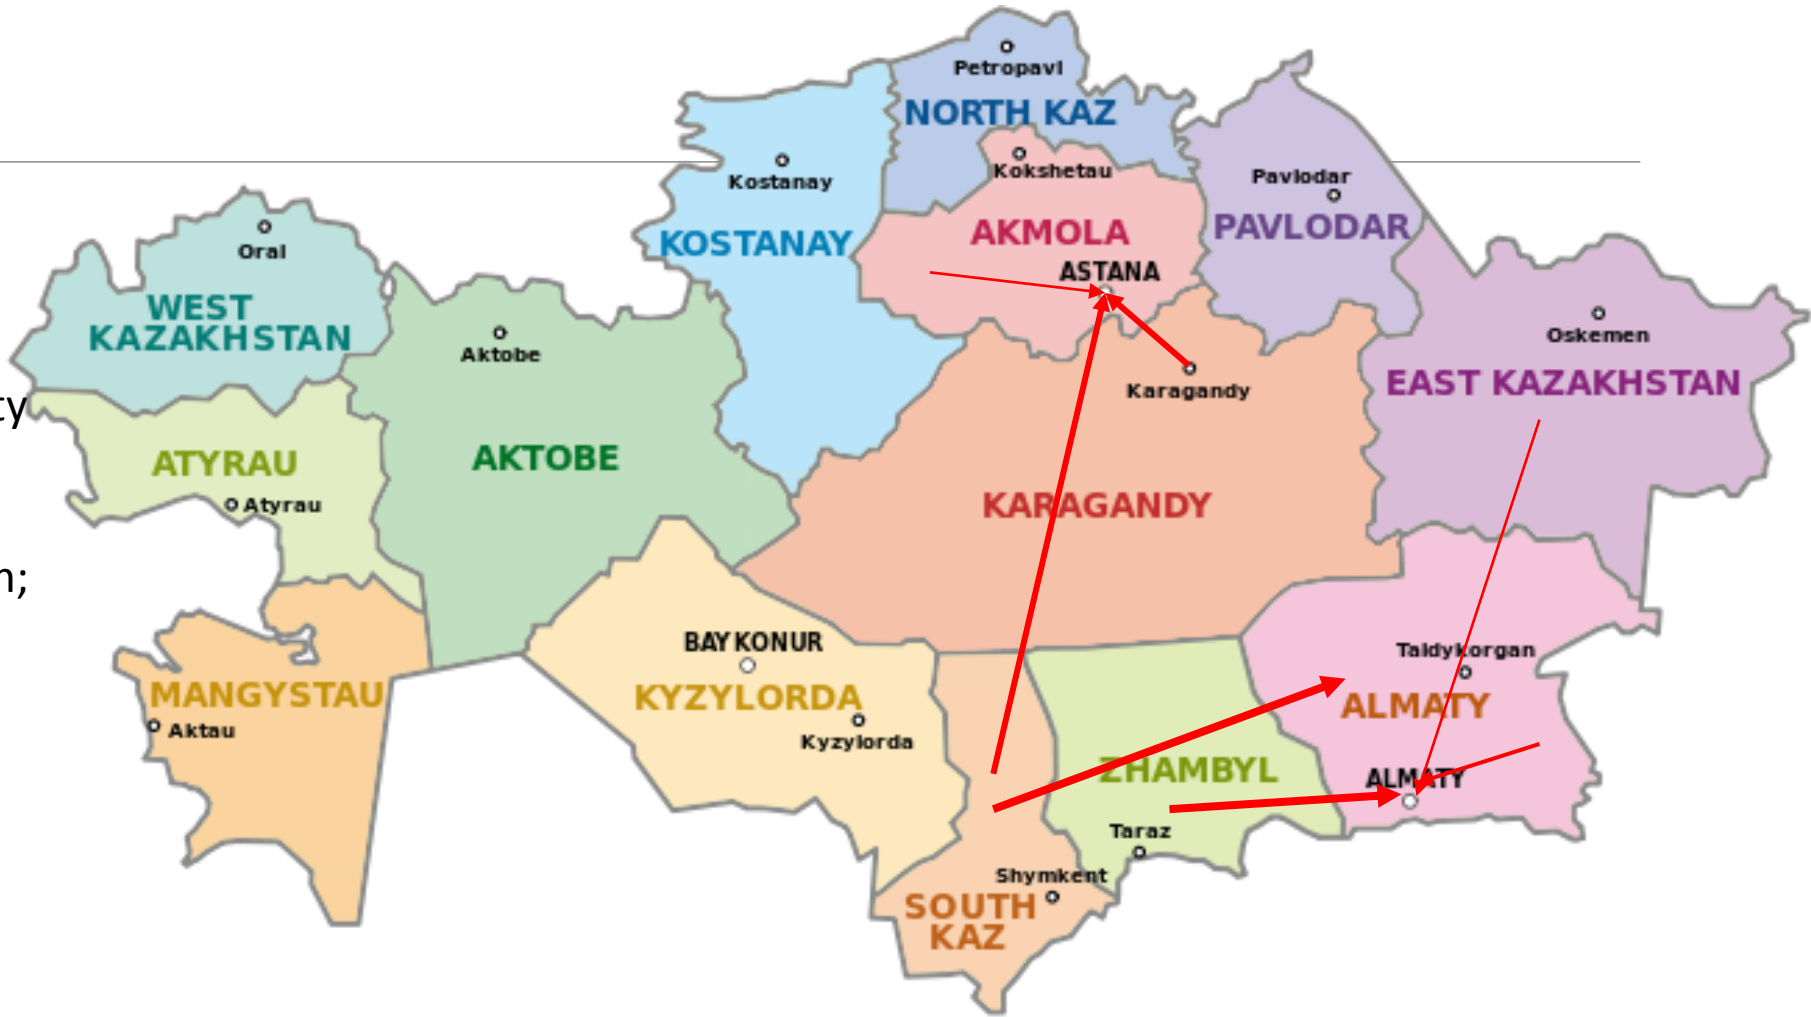 Petropavl
NORTH KAZ
Kokshetau
Kostanay
KOSTANAY
AKMOLA
ASTANA
Pavlodar
PAVLODAR
Oral
WEST
KAZAKHSTAN
Aktobe
AKTOBE
Oskemen
EAST KAZAKHSTAN
Karagandy
KARAGANDY
ty
ATYRAU
Atyrau
n;
BAYKONUR
KYZYLORDA
Kyzylorda
MANGYSTAU
Aktau
Taldykorgan
ALMATY
ALMATY
ZHAMBYL
Taraz
Shymkent
SOUTH
KAZ